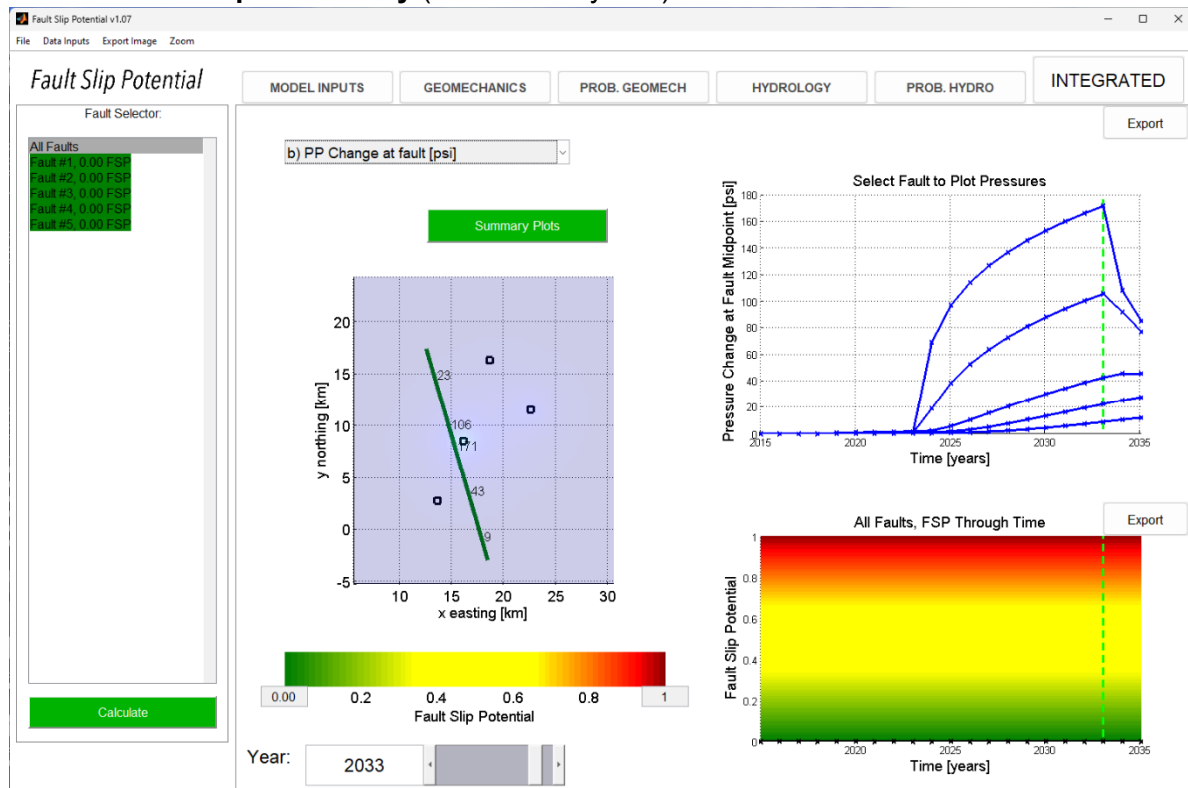 Fault Slip Potential v1.07
File Data Inputs Export Image Zoom
Fault Slip Potential
MODEL INPUTS GEOMECHANICS PROB. GEOMECH HYDROLOGY PROB. HYDRO INTEGRATED
Fault Selector:
All Faults
Fault #1, 0.00 FSP
Fault #2, 0.00 FSP
Fault #3, 0.00 FSP
Fault #4, 0.00 FSP
Fault #5, 0.00 FSP
Calculate
Export
b) PP Change at fault [psi]
Summary Plots
y northing [km]
20
15
10
5
0
-5
23
106
171
43
9
10 15 20 25 30
x easting [km]
0.00 0.2 0.4 0.6 0.8 1
Fault Slip Potential
Year: 2033
Select Fault to Plot Pressures
Pressure Change at Fault Midpoint [psi]
180
160
140
120
100
80
60
40
20
0
2015 2020 2025 2030 2035
Time [years]
Export
All Faults, FSP Through Time
Fault Slip Potential
1
0.8
0.6
0.4
0.2
0
2020 2025 2030 2035
Time [years]